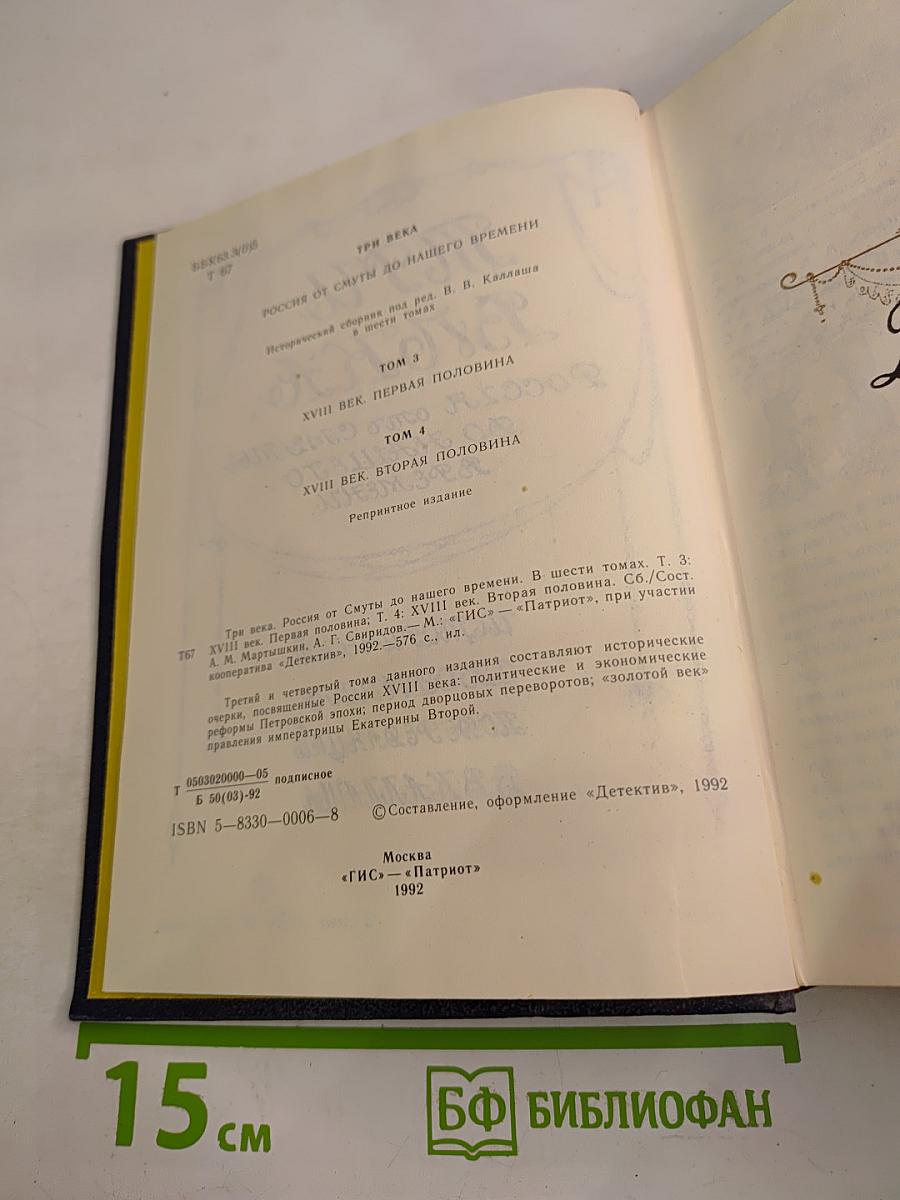 ББК63.3(0)5
Т 67
ТРИ ВЕКА
РОССИЯ ОТ СМУТЫ ДО НАШЕГО ВРЕМЕНИ
Исторический сборник под ред. В. В. Каллаша
в шести томах
ТОМ 3
XVIII ВЕК. ПЕРВАЯ ПОЛОВИНА
ТОМ 4
XVIII ВЕК. ВТОРАЯ ПОЛОВИНА
Репринтное издание
Три века. Россия от Смуты до нашего времени. В шести томах. Т. 3:
Т67 XVIII век. Первая половина; Т. 4: XVIII век. Вторая половина. Сб./Сост.
А. М. Мартышкин, А. Г. Свиридов.— М.: «ГИС» — «Патриот», при участии
кооператива «Детектив», 1992.—576 с., ил.
Третий и четвертый тома данного издания составляют исторические
очерки, посвященные России XVIII века: политические и экономические
реформы Петровской эпохи; период дворцовых переворотов; «золотой век»
правления императрицы Екатерины Второй.
Т 0503020000—05 подписное
Б 50(03)-92
ISBN 5—8330—0006—8
©Составление, оформление «Детектив», 1992
Москва
«ГИС» — «Патриот»
1992
15 см
БФ БИБЛИОФАН